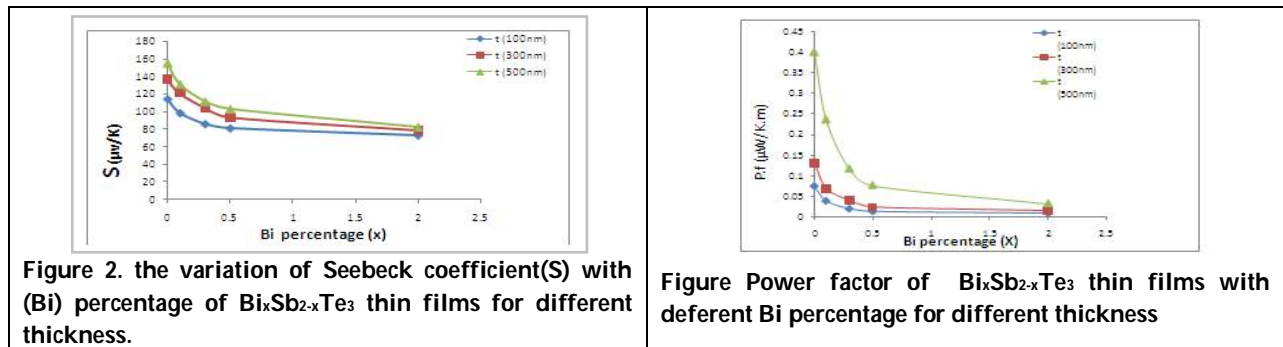 180
160
140
120
100
80
60
40
20
0
S (μv/K)
0 0.5 1 1.5 2 2.5
Bi percentage (x)
t (100nm)
t (300nm)
t (500nm)
Figure 2. the variation of Seebeck coefficient(S) with
(Bi) percentage of BixSb2-xTe3 thin films for different
thickness.
0.45
0.4
0.35
0.3
0.25
0.2
0.15
0.1
0.05
0
P.f (μW/K.m)
0 0.5 1 1.5 2 2.5
Bi percentage (X)
t
(100nm)
t
(300nm)
t
(500nm)
Figure Power factor of BixSb2-xTe3 thin films with
deferent Bi percentage for different thickness